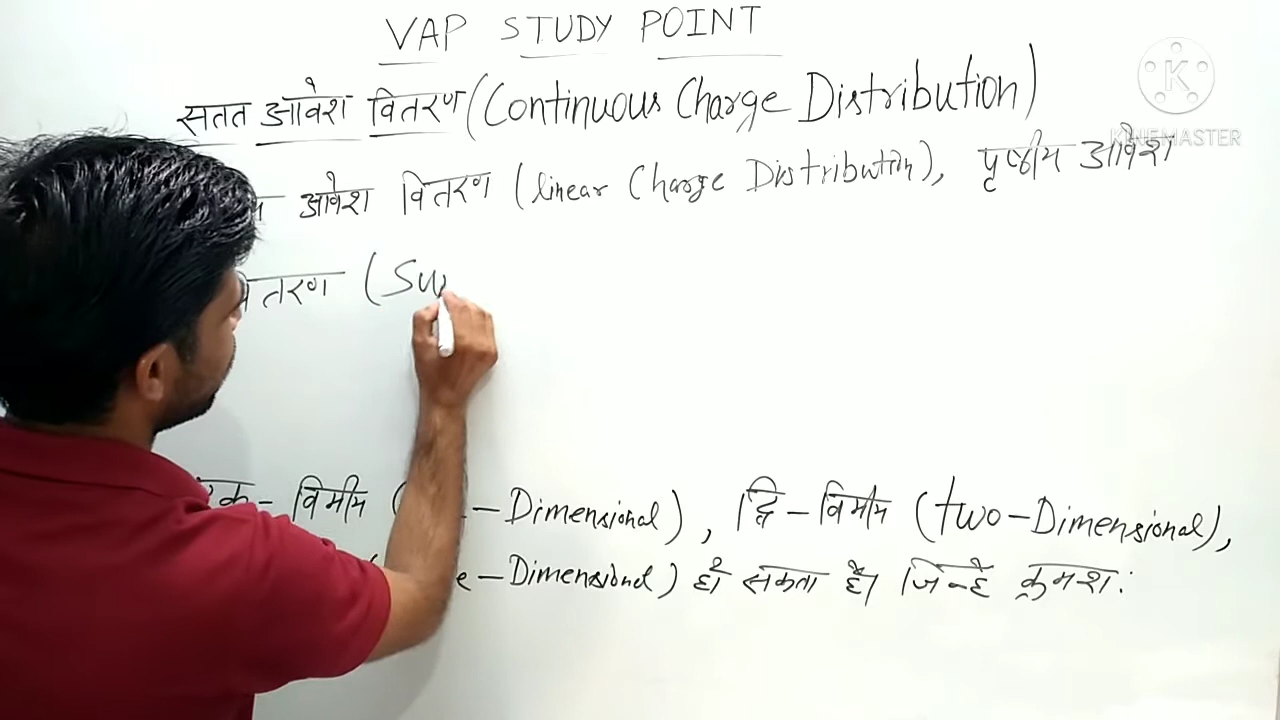 VAP STUDY POINT
सतत आवेश वितरण (Continuous Charge Distribution)
KINEMASTER
आवेश वितरण (linear Charge Distribution), पृष्ठीय आवेश
वितरण (Su
एक - विमीय ( - Dimensional), द्वि - विमीय (two-Dimensional),
- Dimensional) हो सकता है। जिन्हें क्रमशः